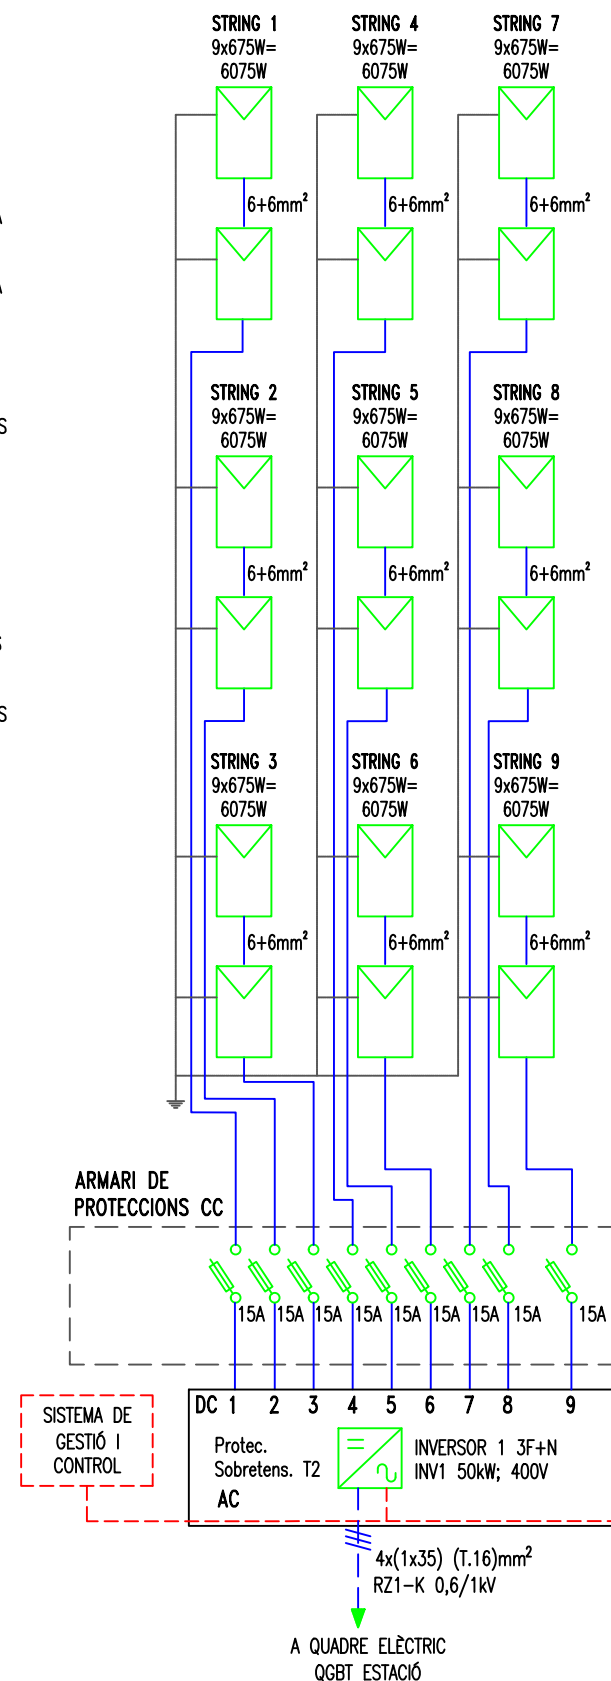 STRING 1
9x675W=
6075W
STRING 4
9x675W=
6075W
STRING 7
9x675W=
6075W
6+6mm²
6+6mm²
6+6mm²
STRING 2
9x675W=
6075W
STRING 5
9x675W=
6075W
STRING 8
9x675W=
6075W
6+6mm²
6+6mm²
6+6mm²
STRING 3
9x675W=
6075W
STRING 6
9x675W=
6075W
STRING 9
9x675W=
6075W
6+6mm²
6+6mm²
6+6mm²
ARMARI DE
PROTECCIONS CC
15A 15A 15A 15A 15A 15A 15A 15A 15A
DC 1 2 3 4 5 6 7 8 9
SISTEMA DE
GESTIÓ I
CONTROL
Protec.
Sobretens. T2
AC
INVERSOR 1 3F+N
INV1 50kW; 400V
4x(1x35) (T.16)mm²
RZ1-K 0,6/1kV
A QUADRE ELÈCTRIC
QGBT ESTACIÓ